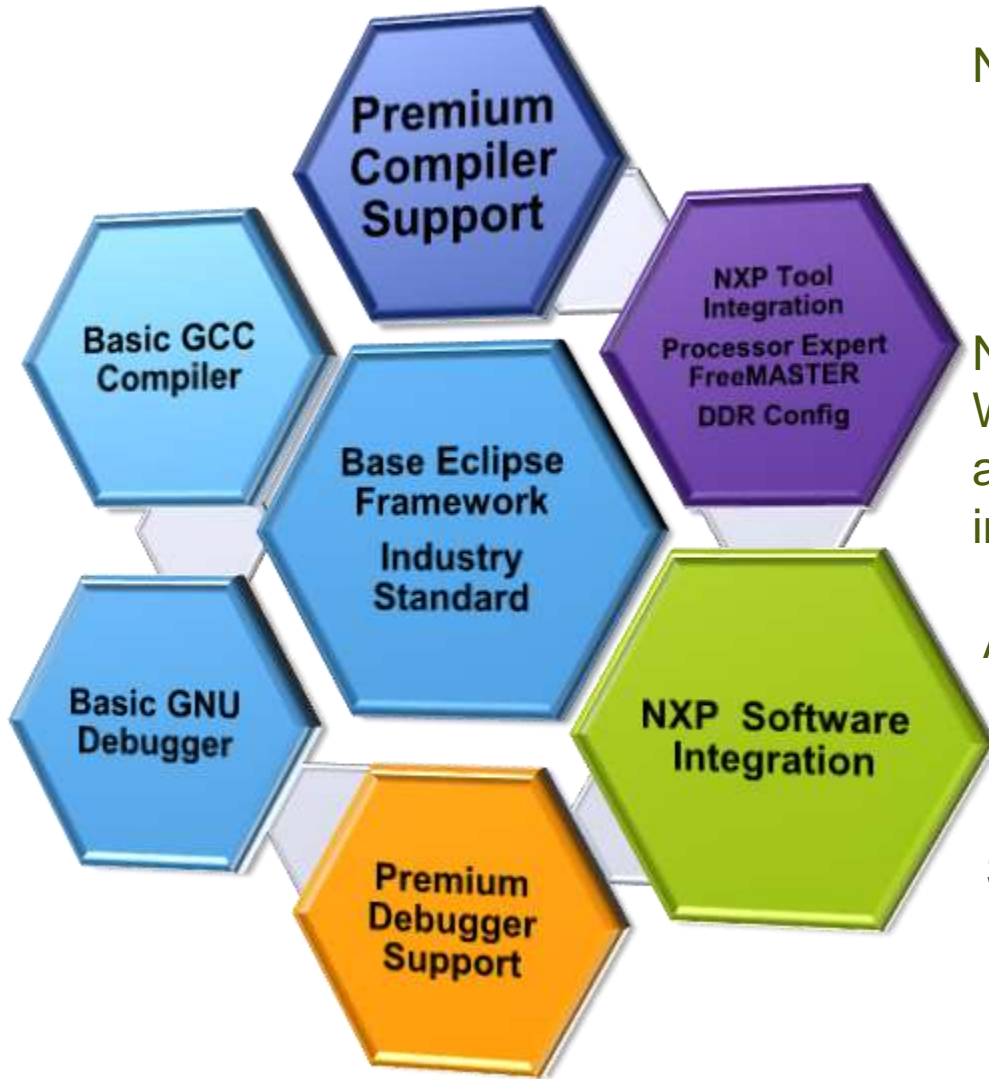 Premium
Compiler
Support
Basic GCC
Compiler
NXP Tool
Integration
Processor Expert
FreeMASTER
DDR Config
Base Eclipse
Framework
Industry
Standard
Basic GNU
Debugger
NXP Software
Integration
Premium
Debugger
Support